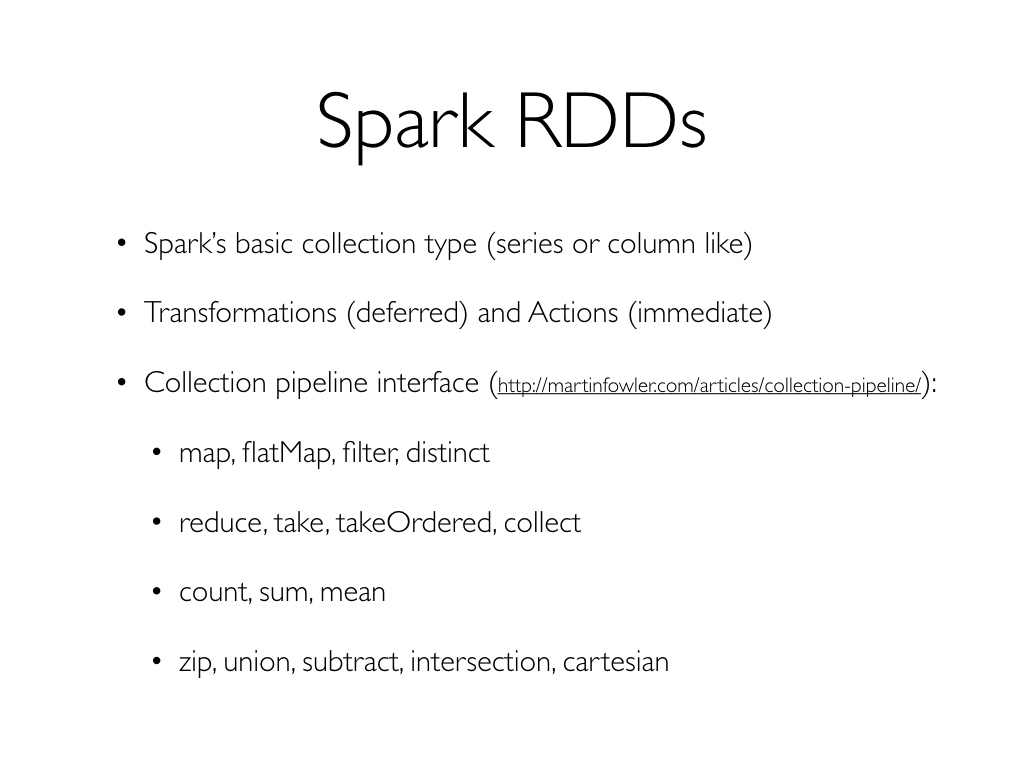 Spark RDDs
• Spark’s basic collection type (series or column like)
• Transformations (deferred) and Actions (immediate)
• Collection pipeline interface (http://martinfowler.com/articles/collection-pipeline/):
• map, flatMap, filter, distinct
• reduce, take, takeOrdered, collect
• count, sum, mean
• zip, union, subtract, intersection, cartesian